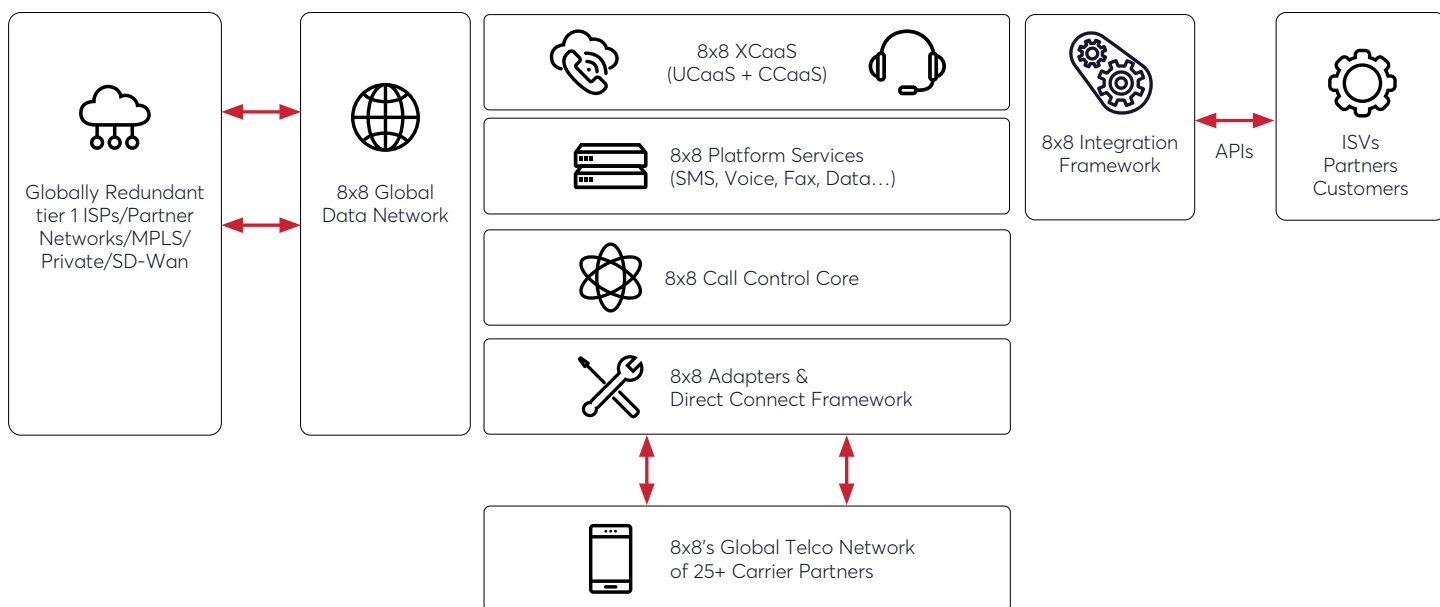 Globally Redundant
tier 1 ISPs/Partner
Networks/MPLS/
Private/SD-Wan
8x8 Global
Data Network
8x8 XCaaS
(UCaaS + CCaaS)
8x8 Platform Services
(SMS, Voice, Fax, Data…)
8x8 Call Control Core
8x8 Adapters &
Direct Connect Framework
8x8’s Global Telco Network
of 25+ Carrier Partners
8x8 Integration
Framework
APIs
ISVs
Partners
Customers